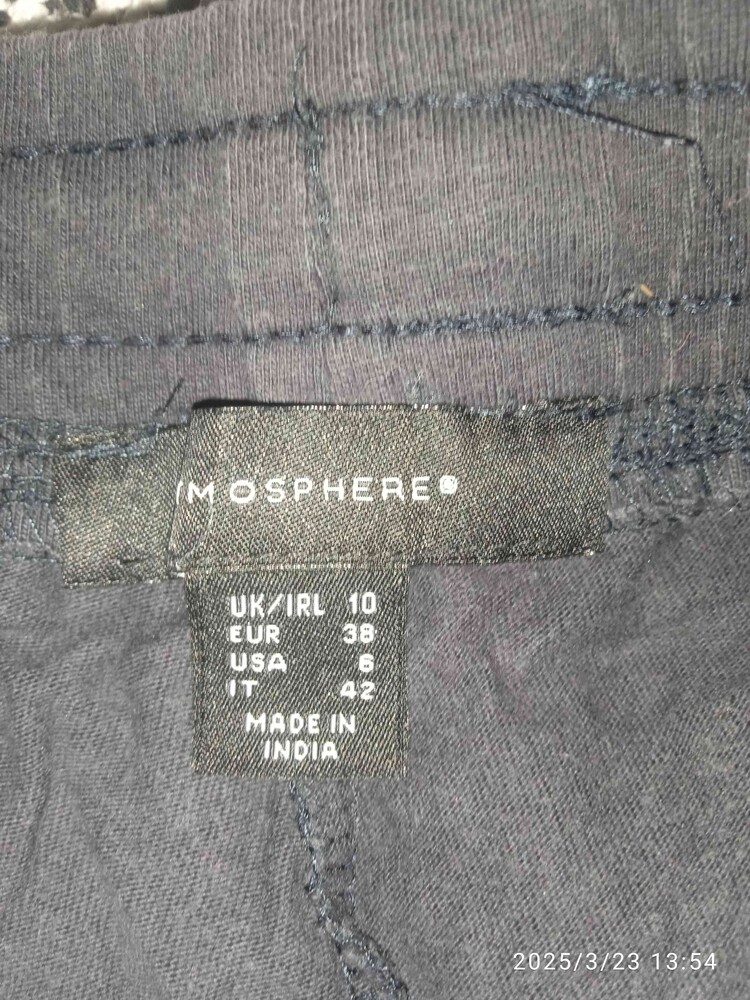 MOSPHERE®
UK/IRL 10
EUR 38
USA 6
IT 42
MADE IN
INDIA
2025/3/23 13:54